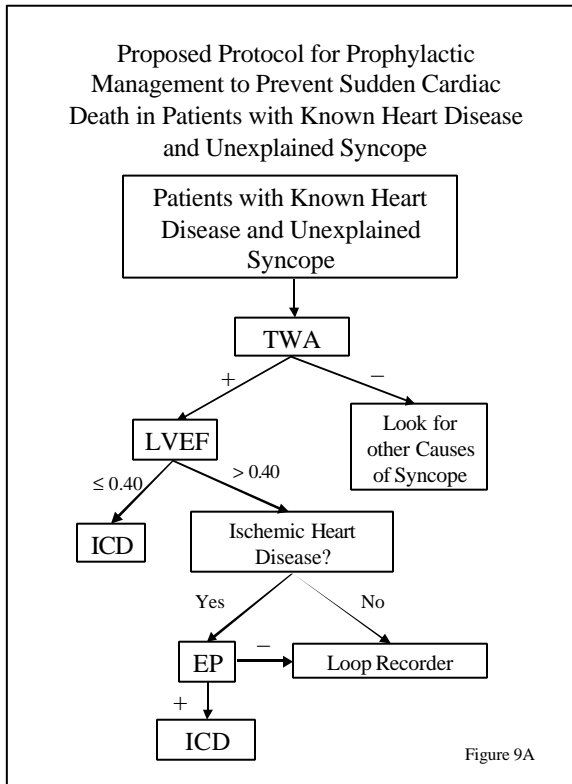 Proposed Protocol for Prophylactic
Management to Prevent Sudden Cardiac
Death in Patients with Known Heart Disease
and Unexplained Syncope
Patients with Known Heart
Disease and Unexplained
Syncope
TWA
+
–
LVEF
Look for
other Causes
of Syncope
≤ 0.40
> 0.40
ICD
Ischemic Heart
Disease?
Yes
No
EP
–
Loop Recorder
+
ICD
Figure 9A